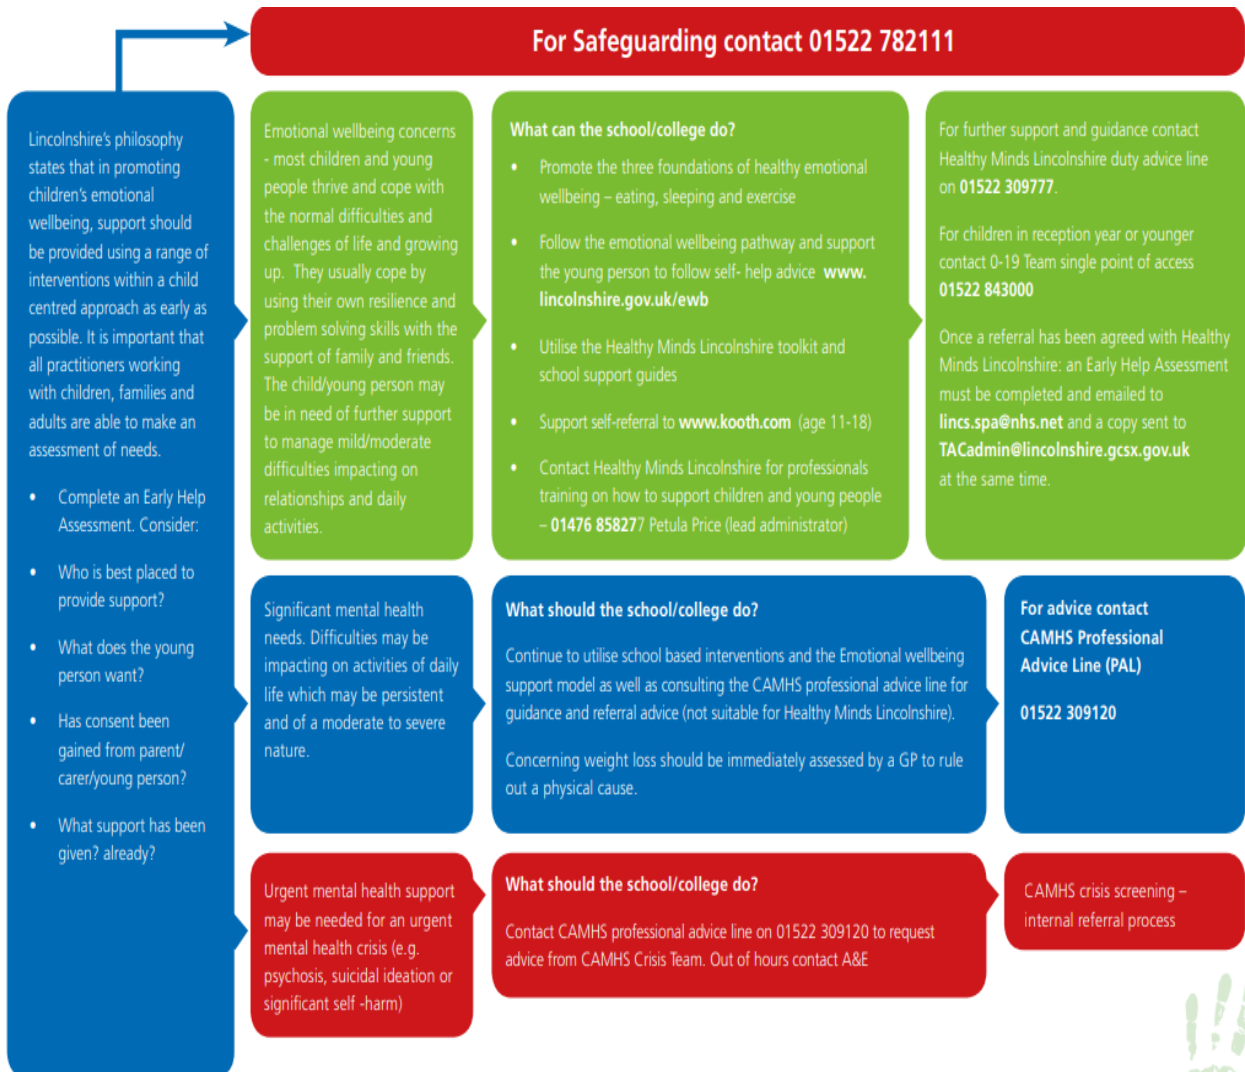 For Safeguarding contact 01522 782111
Lincolnshire's philosophy
states that in promoting
children's emotional
wellbeing, support should
be provided using a range of
interventions within a child
centred approach as early as
possible. It is important that
all practitioners working
with children, families and
adults are able to make an
assessment of needs.
• Complete an Early Help
Assessment. Consider:
• Who is best placed to
provide support?
• What does the young
person want?
• Has consent been
gained from parent/
carer/young person?
• What support has been
given? already?
Emotional wellbeing concerns
- most children and young
people thrive and cope with
the normal difficulties and
challenges of life and growing
up. They usually cope by
using their own resilience and
problem solving skills with the
support of family and friends.
The child/young person may
be in need of further support
to manage mild/moderate
difficulties impacting on
relationships and daily
activities.
What can the school/college do?
• Promote the three foundations of healthy emotional
wellbeing – eating, sleeping and exercise
• Follow the emotional wellbeing pathway and support
the young person to follow self- help advice www.
lincolnshire.gov.uk/ewb
• Utilise the Healthy Minds Lincolnshire toolkit and
school support guides
• Support self-referral to www.kooth.com (age 11-18)
• Contact Healthy Minds Lincolnshire for professionals
training on how to support children and young people
– 01476 858277 Petula Price (lead administrator)
For further support and guidance contact
Healthy Minds Lincolnshire duty advice line
on 01522 309777.
For children in reception year or younger
contact 0-19 Team single point of access
01522 843000
Once a referral has been agreed with Healthy
Minds Lincolnshire: an Early Help Assessment
must be completed and emailed to
lincs.spa@nhs.net and a copy sent to
TACadmin@lincolnshire.gcsx.gov.uk
at the same time.
Significant mental health
needs. Difficulties may be
impacting on activities of daily
life which may be persistent
and of a moderate to severe
nature.
What should the school/college do?
Continue to utilise school based interventions and the Emotional wellbeing
support model as well as consulting the CAMHS professional advice line for
guidance and referral advice (not suitable for Healthy Minds Lincolnshire).
Concerning weight loss should be immediately assessed by a GP to rule
out a physical cause.
For advice contact
CAMHS Professional
Advice Line (PAL)
01522 309120
Urgent mental health support
may be needed for an urgent
mental health crisis (e.g.
psychosis, suicidal ideation or
significant self -harm)
What should the school/college do?
Contact CAMHS professional advice line on 01522 309120 to request
advice from CAMHS Crisis Team. Out of hours contact A&E
CAMHS crisis screening –
internal referral process